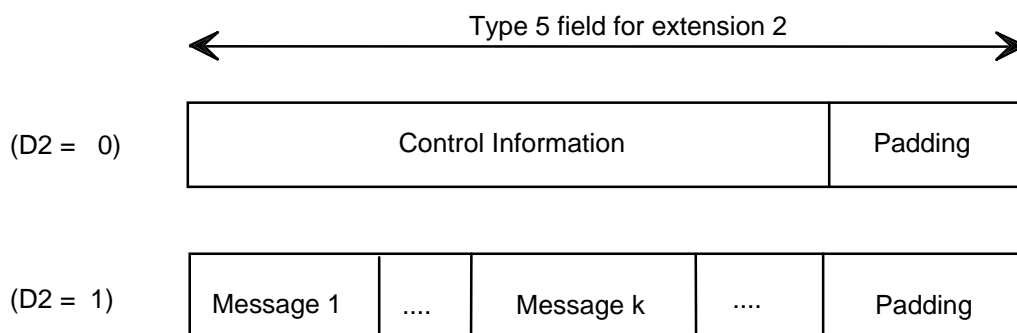 Type 5 field for extension 2
(D2 = 0) Control Information Padding
(D2 = 1) Message 1 .... Message k .... Padding